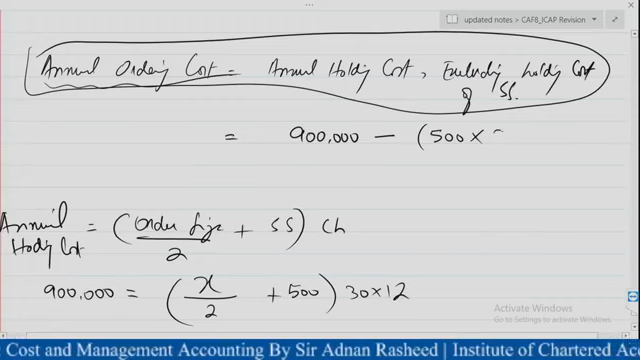 updated notes > CAF8_ICAP Revision
Annual Ordering Cost = Annual Holding Cost, Excluding holding Cost
of SS.
= 900,000 - (500 ×
Annual Holding Cost = (Order Size / 2 + SS) Ch
900,000 = (x / 2 + 500) 30×12
Activate Windows
Go to Settings to activate Windows.
Cost and Management Accounting By Sir Adnan Rasheed | Institute of Chartered Ac